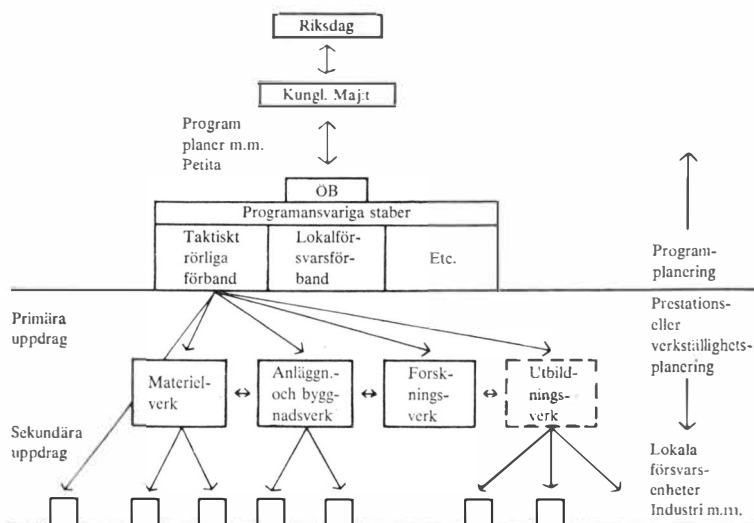 Riksdag
Kungl. Maj:t
Program
planer m.m.
Petita
ÖB
Programansvariga staber
Taktiskt
rörliga
förband
Lokalför-
svarsför-
band
Etc.
Program-
planering
Primära
uppdrag
Prestations-
eller
verkställighets-
planering
Materiel-
verk
Anläggn.-
och bygg-
nadsverk
Forsk-
nings-
verk
Utbild-
nings-
verk
Sekundära
uppdrag
Lokala
försvars-
enheter
Industri m.m.